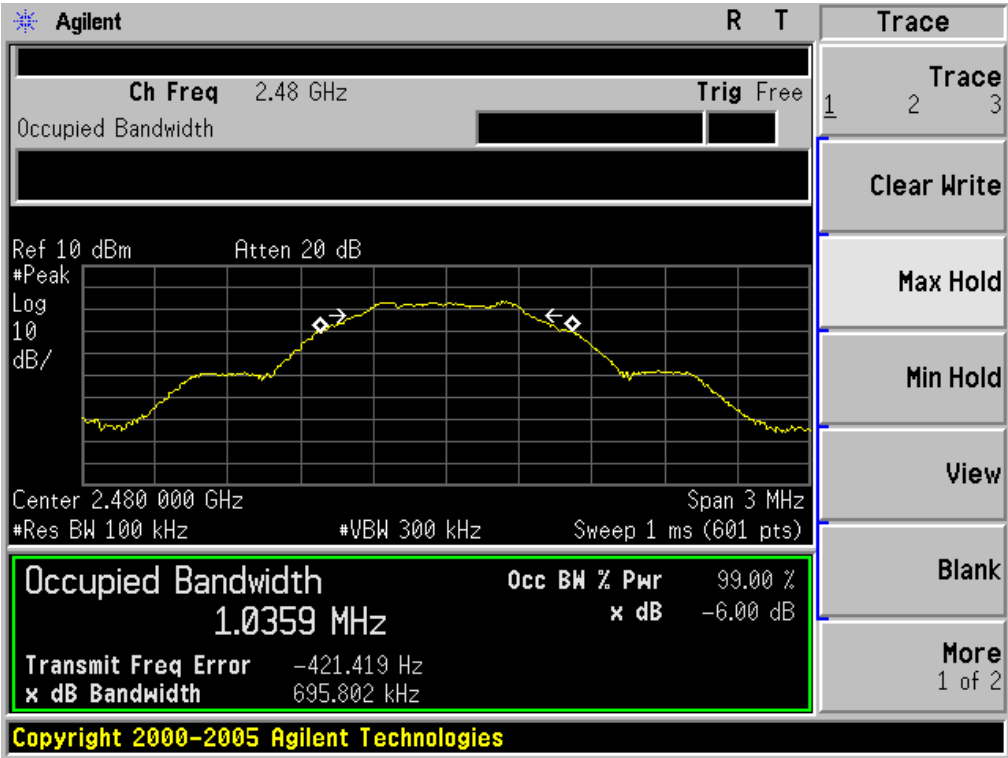 Agilent R T Trace
Ch Freq 2.48 GHz Trig Free
Occupied Bandwidth
Trace
1 2 3
Clear Write
Max Hold
Min Hold
View
Blank
More
1 of 2
Ref 10 dBm Atten 20 dB
#Peak
Log
10
dB/
Center 2.480 000 GHz Span 3 MHz
#Res BW 100 kHz #VBW 300 kHz Sweep 1 ms (601 pts)
Occupied Bandwidth Occ BW % Pwr 99.00 %
1.0359 MHz x dB -6.00 dB
Transmit Freq Error -421.419 Hz
x dB Bandwidth 695.802 kHz
Copyright 2000-2005 Agilent Technologies